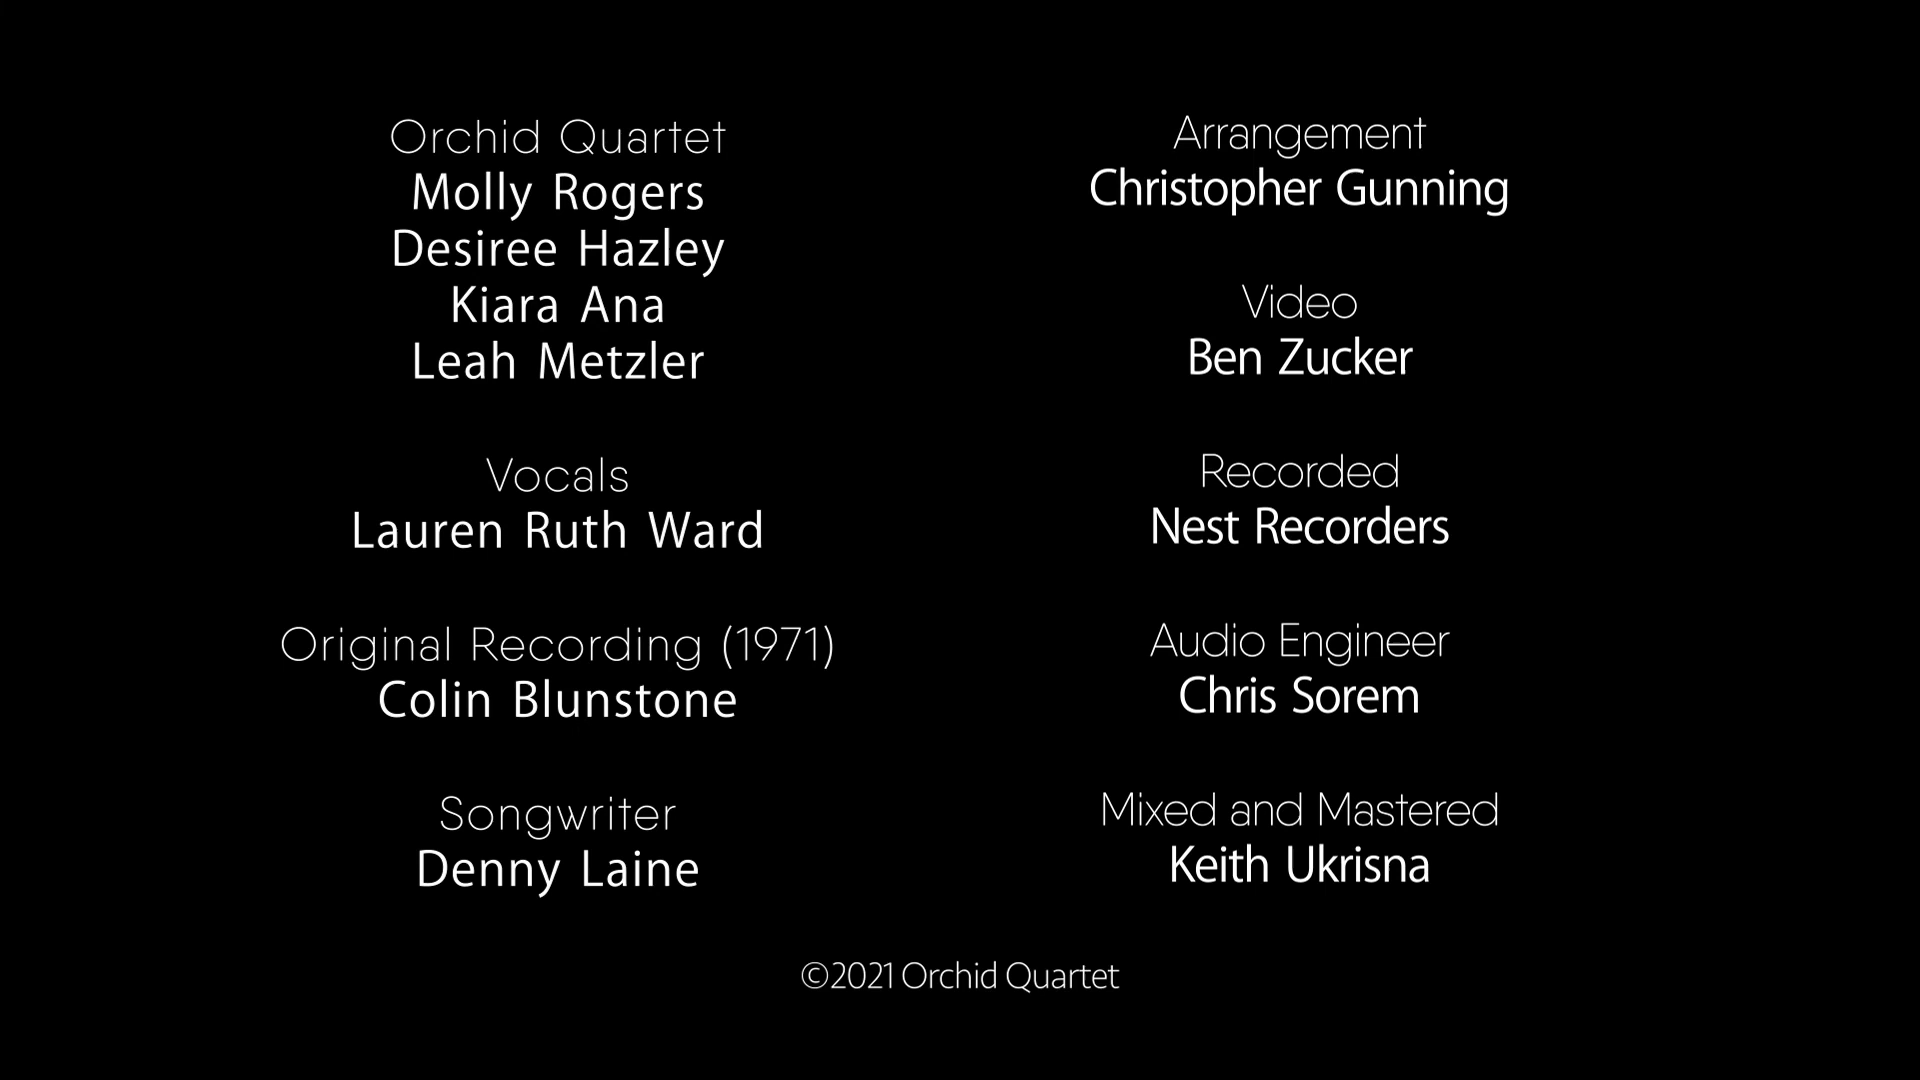 Orchid Quartet
Molly Rogers
Desiree Hazley
Kiara Ana
Leah Metzler
Vocals
Lauren Ruth Ward
Original Recording (1971)
Colin Blunstone
Songwriter
Denny Laine
Arrangement
Christopher Gunning
Video
Ben Zucker
Recorded
Nest Recorders
Audio Engineer
Chris Sorem
Mixed and Mastered
Keith Ukrisna
©2021 Orchid Quartet